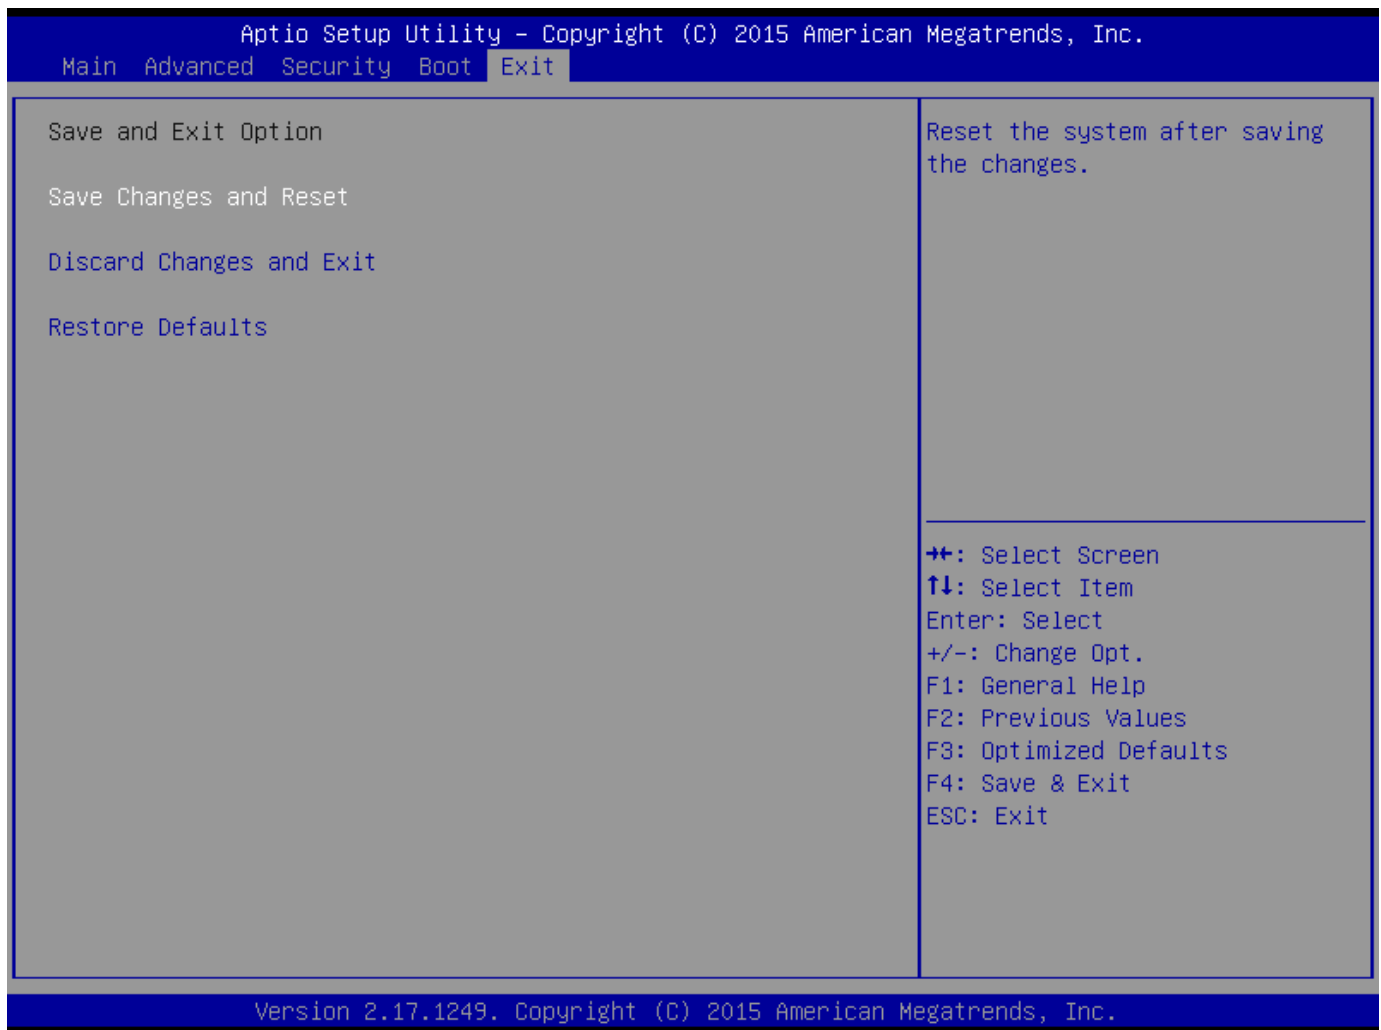 Aptio Setup Utility – Copyright (C) 2015 American Megatrends, Inc.
Main Advanced Security Boot Exit
Save and Exit Option
Save Changes and Reset
Discard Changes and Exit
Restore Defaults
Reset the system after saving
the changes.
→←: Select Screen
↑↓: Select Item
Enter: Select
+/-: Change Opt.
F1: General Help
F2: Previous Values
F3: Optimized Defaults
F4: Save & Exit
ESC: Exit
Version 2.17.1249. Copyright (C) 2015 American Megatrends, Inc.